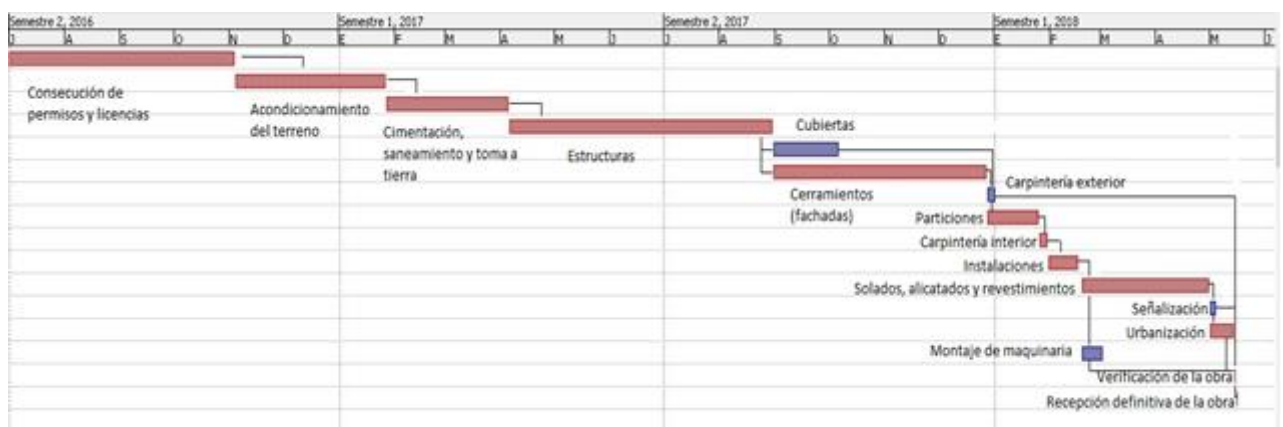 Semestre 2, 2016 Semestre 1, 2017 Semestre 2, 2017 Semestre 1, 2018
J A S O N D E F M A M J J A S O N D E F M A M J
Consecución de
permisos y licencias
Acondicionamiento
del terreno
Cimentación,
saneamiento y toma a
tierra
Estructuras
Cubiertas
Cerramientos
(fachadas)
Carpintería exterior
Particiones
Carpintería interior
Instalaciones
Solados, alicatados y revestimientos
Señalización
Urbanización
Montaje de maquinaria
Verificación de la obra
Recepción definitiva de la obra